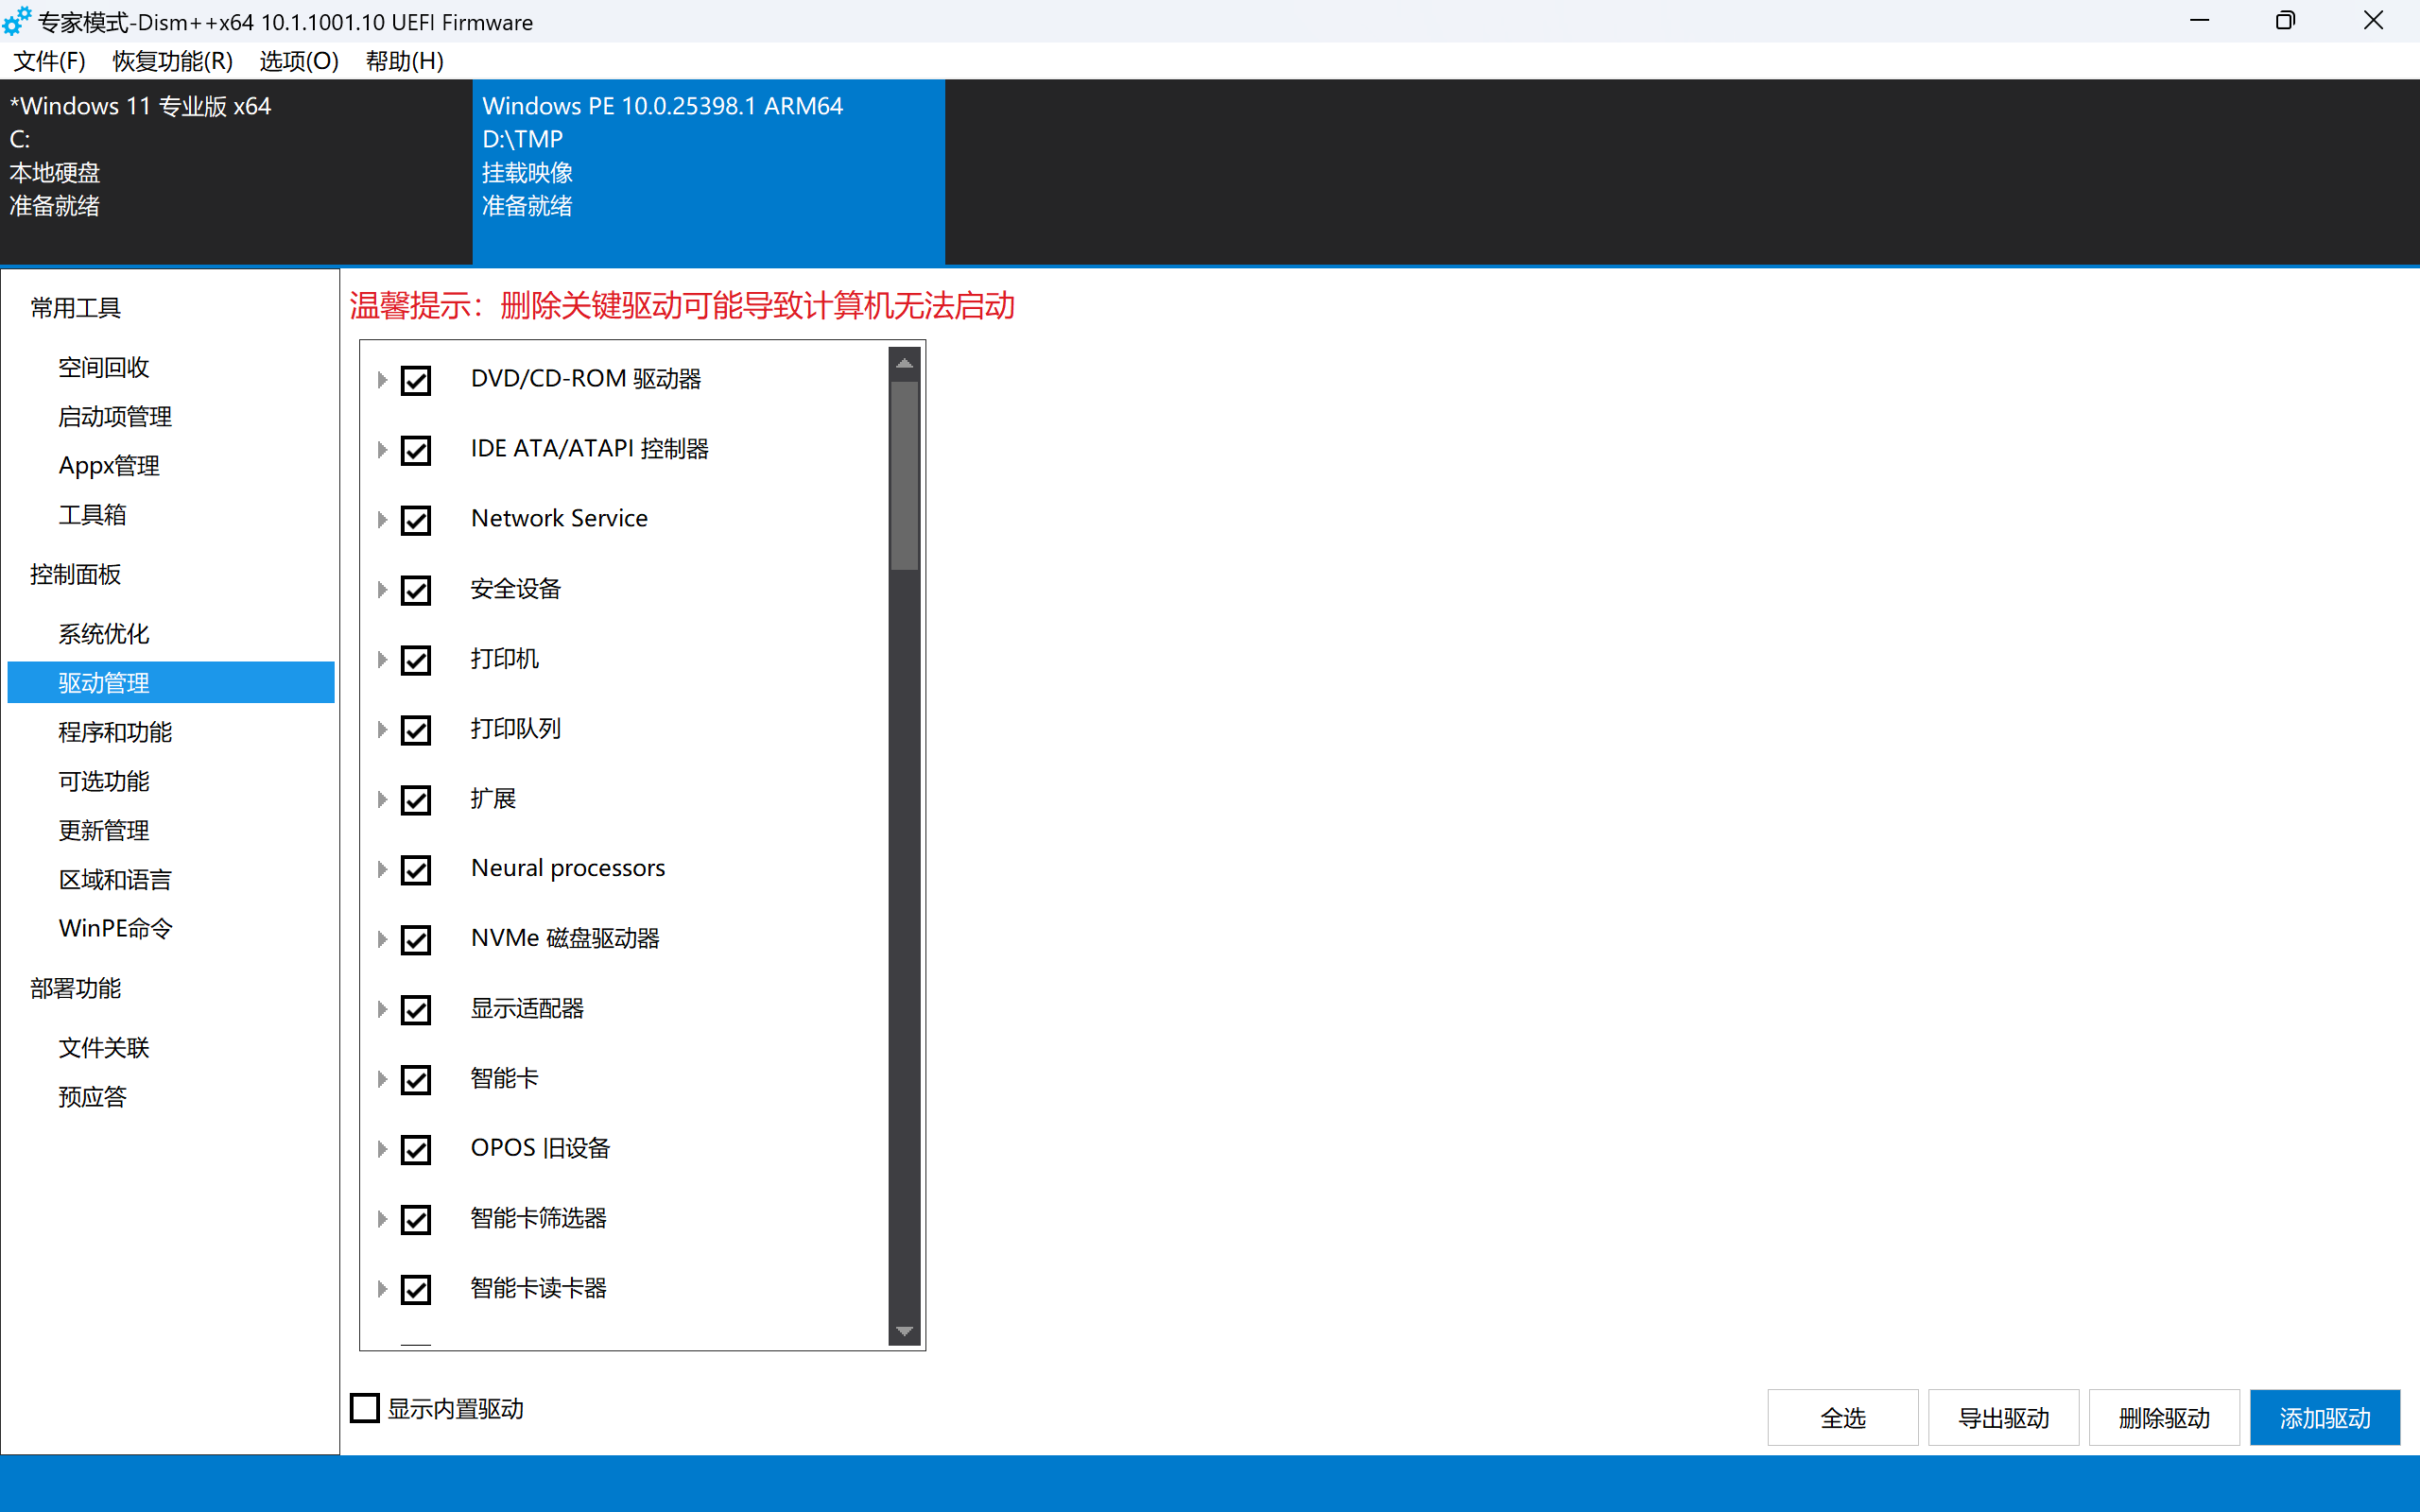 专家模式-Dism++x64 10.1.1001.10 UEFI Firmware
文件(F) 恢复功能(R) 选项(O) 帮助(H)
*Windows 11 专业版 x64
C:
本地硬盘
准备就绪
Windows PE 10.0.25398.1 ARM64
D:\TMP
挂载映像
准备就绪
常用工具
空间回收
启动项管理
Appx管理
工具箱
控制面板
系统优化
驱动管理
程序和功能
可选功能
更新管理
区域和语言
WinPE命令
部署功能
文件关联
预应答
温馨提示：删除关键驱动可能导致计算机无法启动
DVD/CD-ROM 驱动器
IDE ATA/ATAPI 控制器
Network Service
安全设备
打印机
打印队列
扩展
Neural processors
NVMe 磁盘驱动器
显示适配器
智能卡
OPOS 旧设备
智能卡筛选器
智能卡读卡器
显示内置驱动
全选 导出驱动 删除驱动 添加驱动